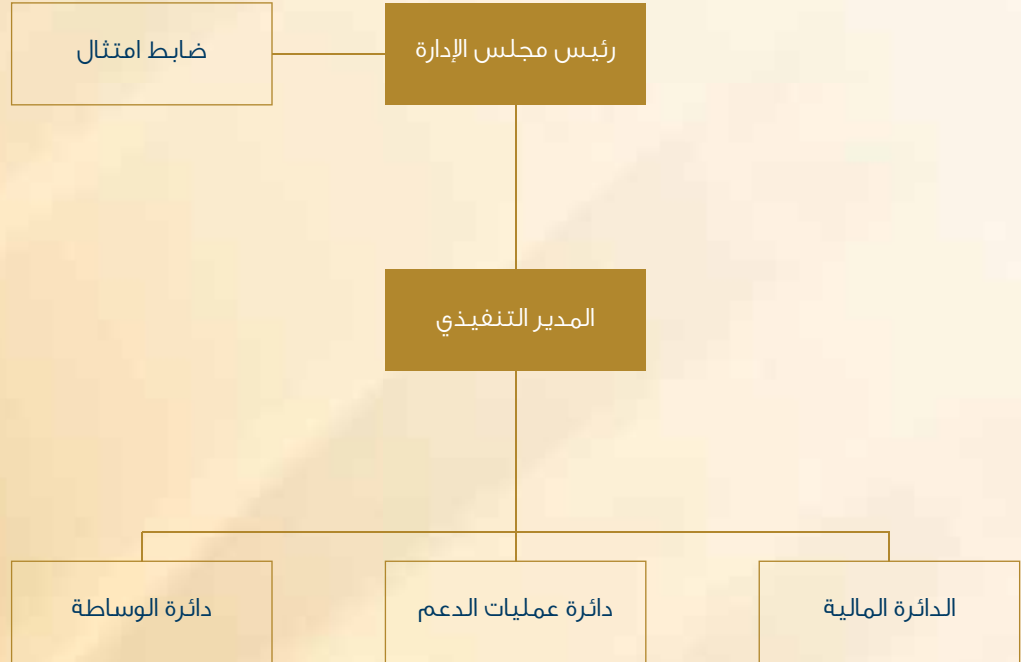 رئيس مجلس الإدارة
ضابط امتثال
المدير التنفيذي
الدائرة المالية
دائرة عمليات الدعم
دائرة الوساطة